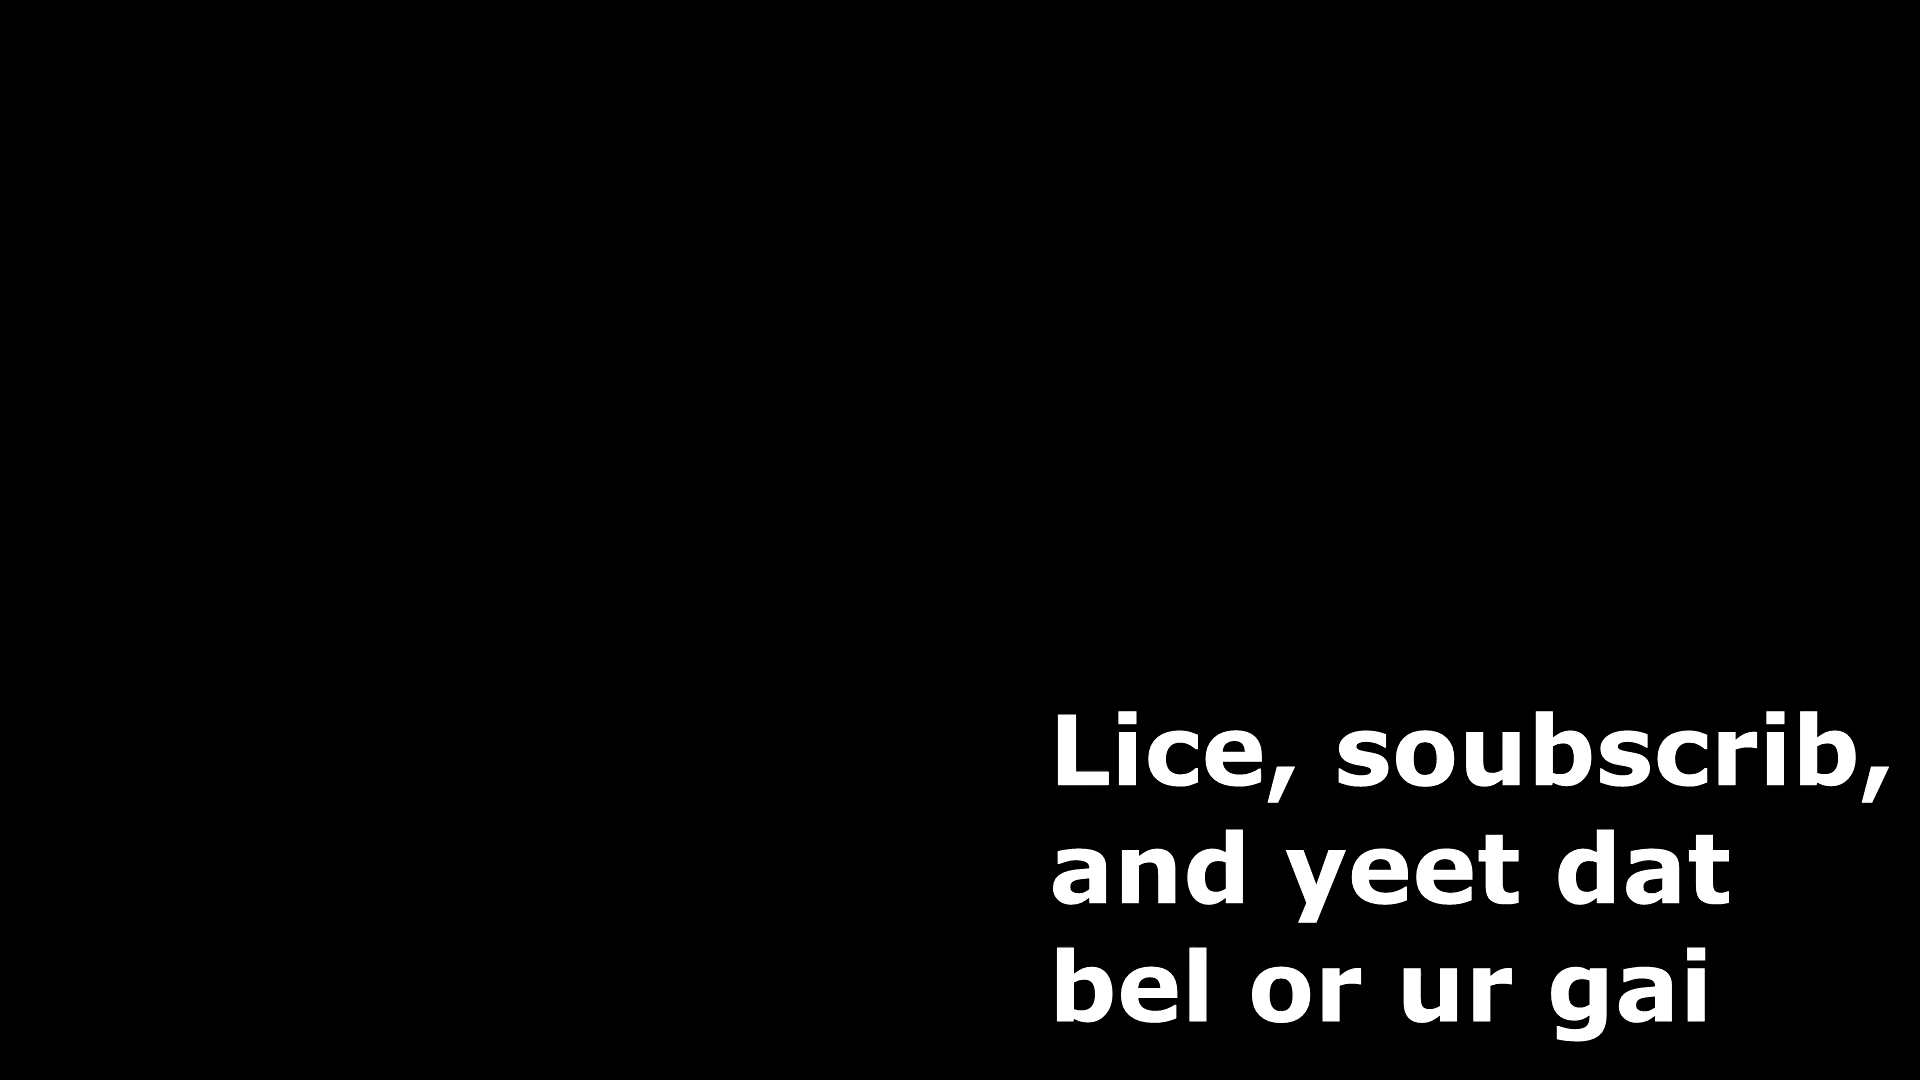 Lice, soubscrib,
and yeet dat
bel or ur gai